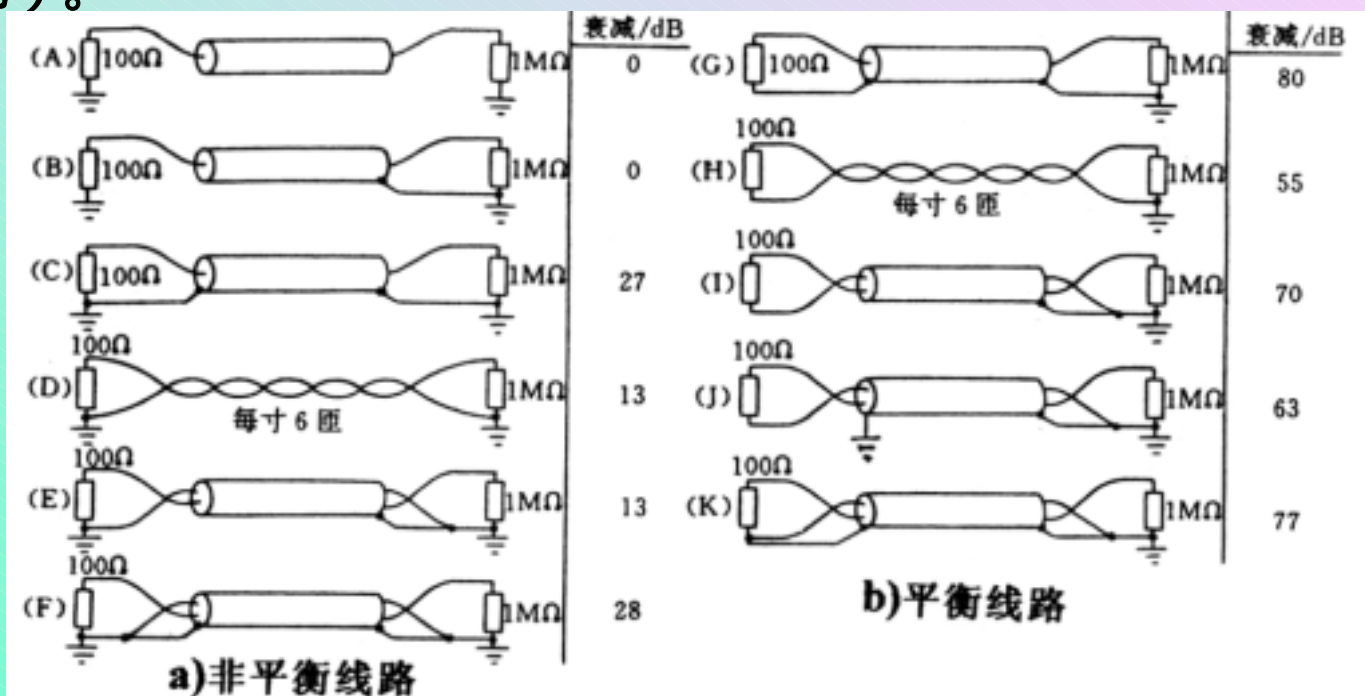 衰减/dB
(A) 100Ω 1MΩ 0
(B) 100Ω 1MΩ 0
(C) 100Ω 1MΩ 27
100Ω
(D) 1MΩ 13
每寸 6 匝
100Ω
(E) 1MΩ 13
100Ω
(F) 1MΩ 28
a)非平衡线路
衰减/dB
(G) 100Ω 1MΩ 80
100Ω
(H) 1MΩ 55
每寸 6 匝
100Ω
(I) 1MΩ 70
100Ω
(J) 1MΩ 63
100Ω
(K) 1MΩ 77
b)平衡线路